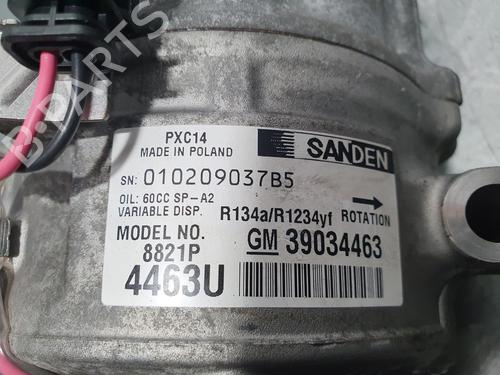 PXC14
MADE IN POLAND
SANDEN
SN: 010209037B5
OIL: 60CC SP-A2
VARIABLE DISP.
R134a/R1234yf ROTATION
MODEL NO.
8821P
GM 39034463
4463U
B-PARTS